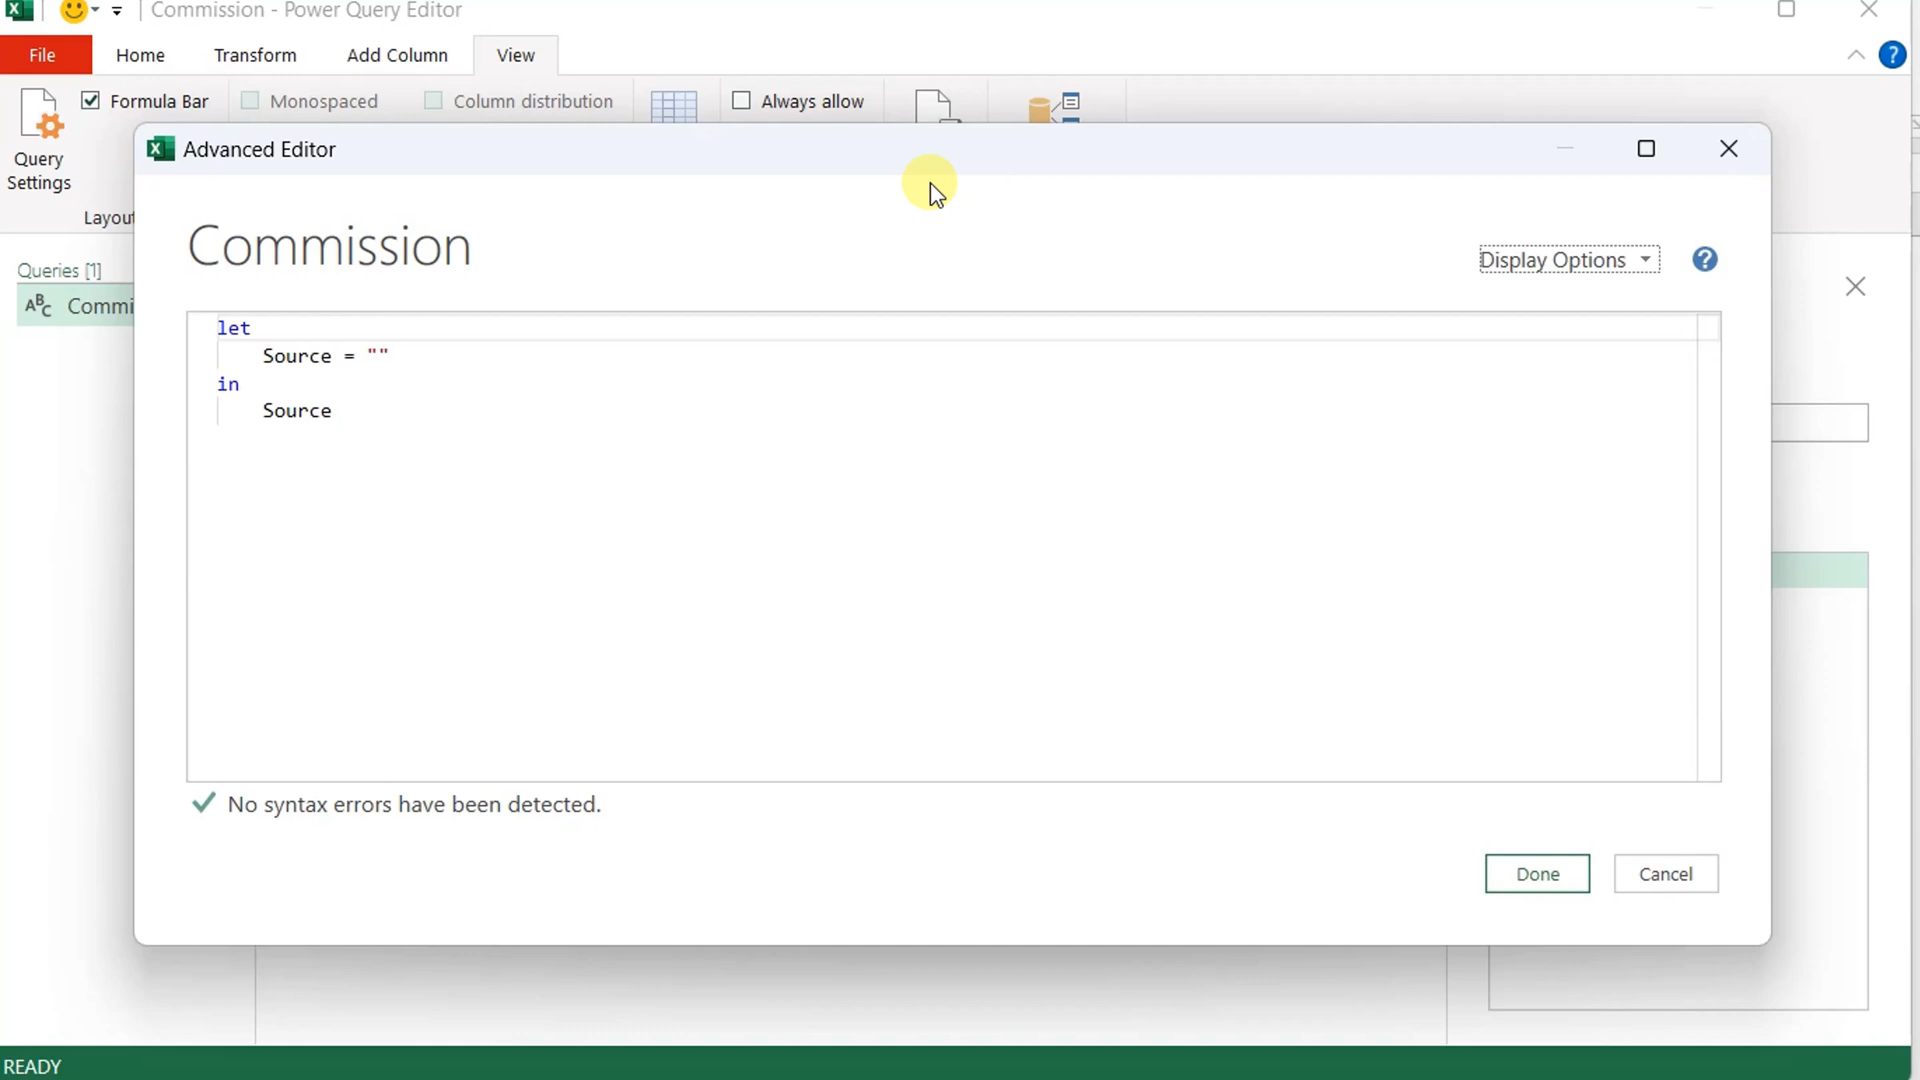 Commission - Power Query Editor
File Home Transform Add Column View
Formula Bar Monospaced Column distribution Always allow
Query
Settings
Advanced Editor
Commission
Display Options
Queries [1]
let
Source = ""
in
Source
No syntax errors have been detected.
Done Cancel
READY